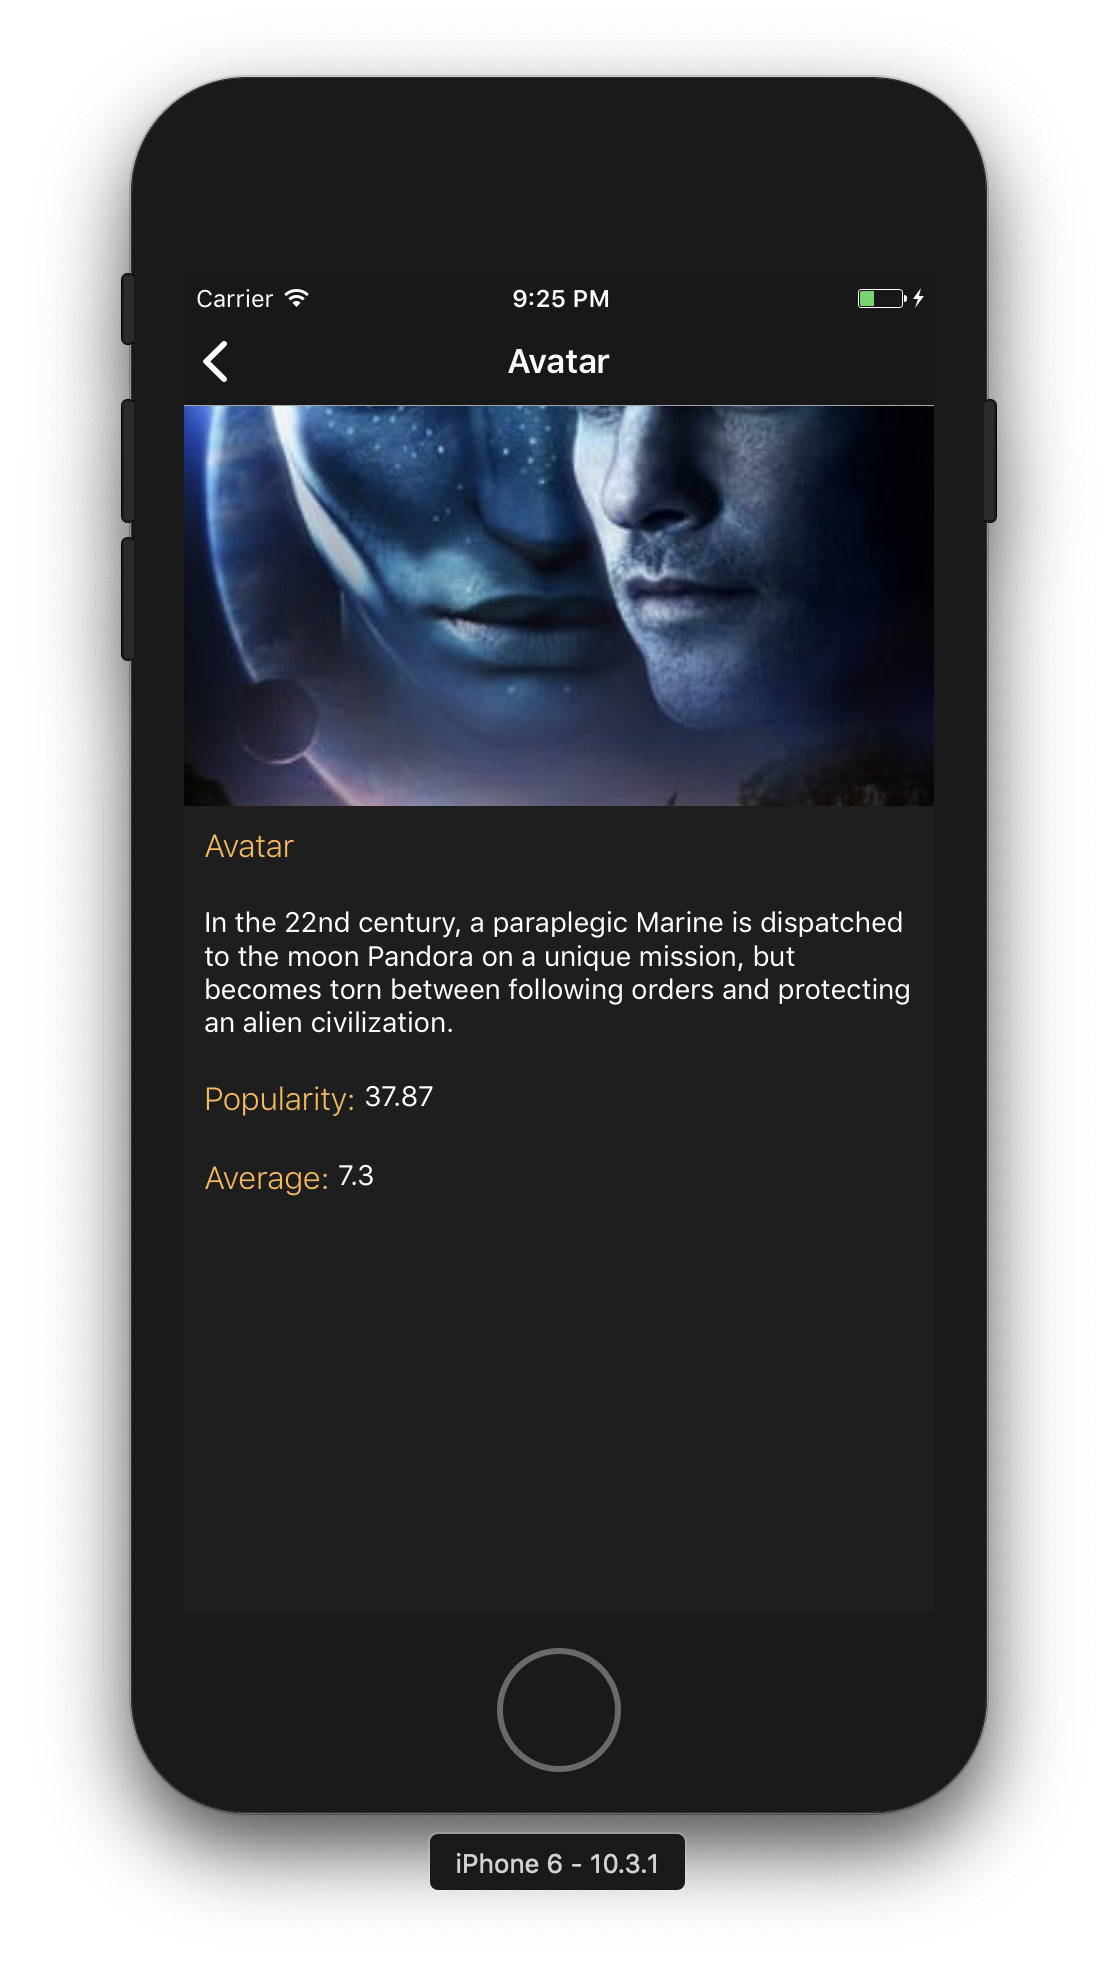 Carrier
9:25 PM
Avatar
Avatar
In the 22nd century, a paraplegic Marine is dispatched
to the moon Pandora on a unique mission, but
becomes torn between following orders and protecting
an alien civilization.
Popularity: 37.87
Average: 7.3
iPhone 6 - 10.3.1